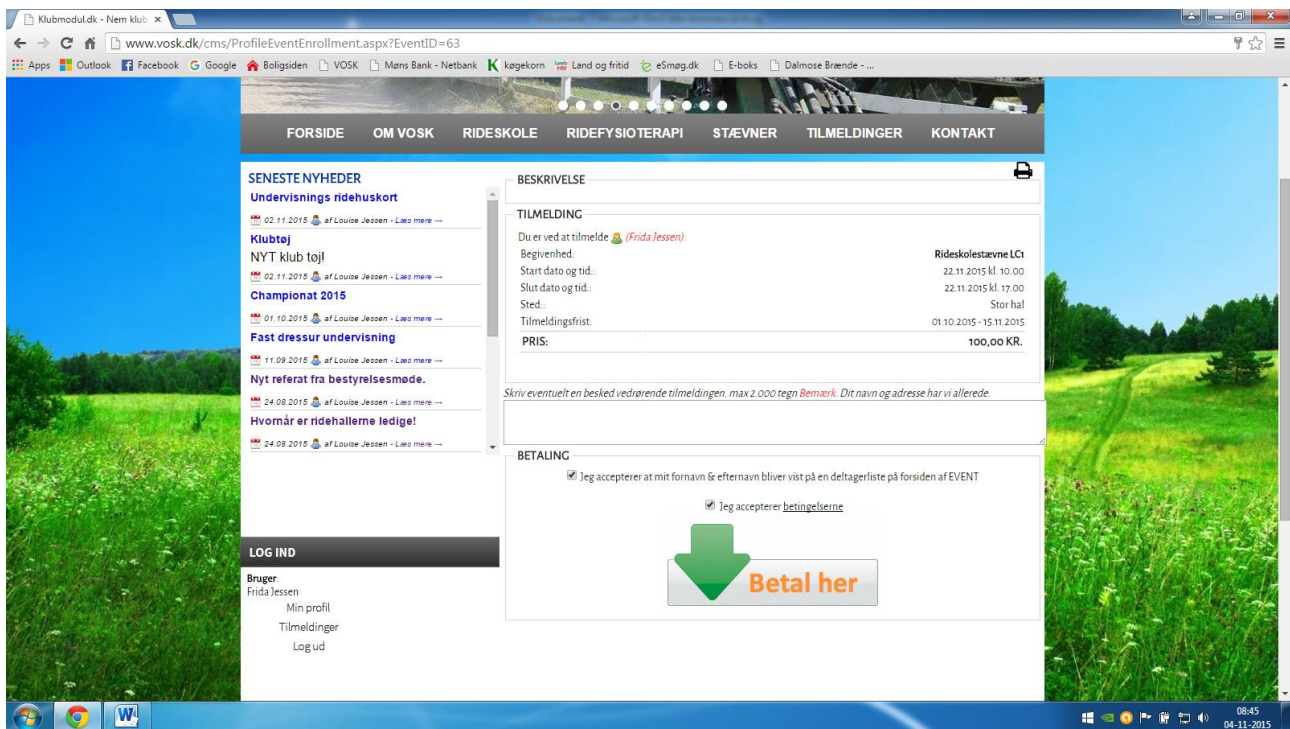 Klubmodul.dk - Nem klub
www.vosk.dk/cms/ProfileEventEnrollment.aspx?EventID=63
Apps Outlook Facebook Google Boligsiden VOSK Møns Bank - Netbank køgekorn Land og fritid eSmøg.dk E-boks Dalmose Brænde - ...
FORSIDE OM VOSK RIDESKOLE RIDEFYSIOTERAPI STÆVNER TILMELDINGER KONTAKT
SENESTE NYHEDER
Undervisnings ridehuskort
02.11.2015 af Louise Jessen - Læs mere →
Klubtøj
NYT klub tøj!
02.11.2015 af Louise Jessen - Læs mere →
Championat 2015
01.10.2015 af Louise Jessen - Læs mere →
Fast dressur undervisning
11.09.2015 af Louise Jessen - Læs mere →
Nyt referat fra bestyrelsesmøde.
24.08.2015 af Louise Jessen - Læs mere →
Hvornår er ridehallerne ledige!
24.08.2015 af Louise Jessen - Læs mere →
LOG IND
Bruger:
Frida Jessen
Min profil
Tilmeldinger
Log ud
BESKRIVELSE
TILMELDING
Du er ved at tilmelde (Frida Jessen):
Begivenhed: Rideskolestævne LC1
Start dato og tid:: 22.11.2015 kl. 10.00
Slut dato og tid:: 22.11.2015 kl. 17.00
Sted:: Stor hal
Tilmeldingsfrist: 01.10.2015 - 15.11.2015
PRIS: 100,00 KR.
Skriv eventuelt en besked vedrørende tilmeldingen. max 2.000 tegn Bemærk. Dit navn og adresse har vi allerede.
BETALING
Jeg accepterer at mit fornavn & efternavn bliver vist på en deltagerliste på forsiden af EVENT
Jeg accepterer betingelserne
Betal her
08:45
04-11-2015